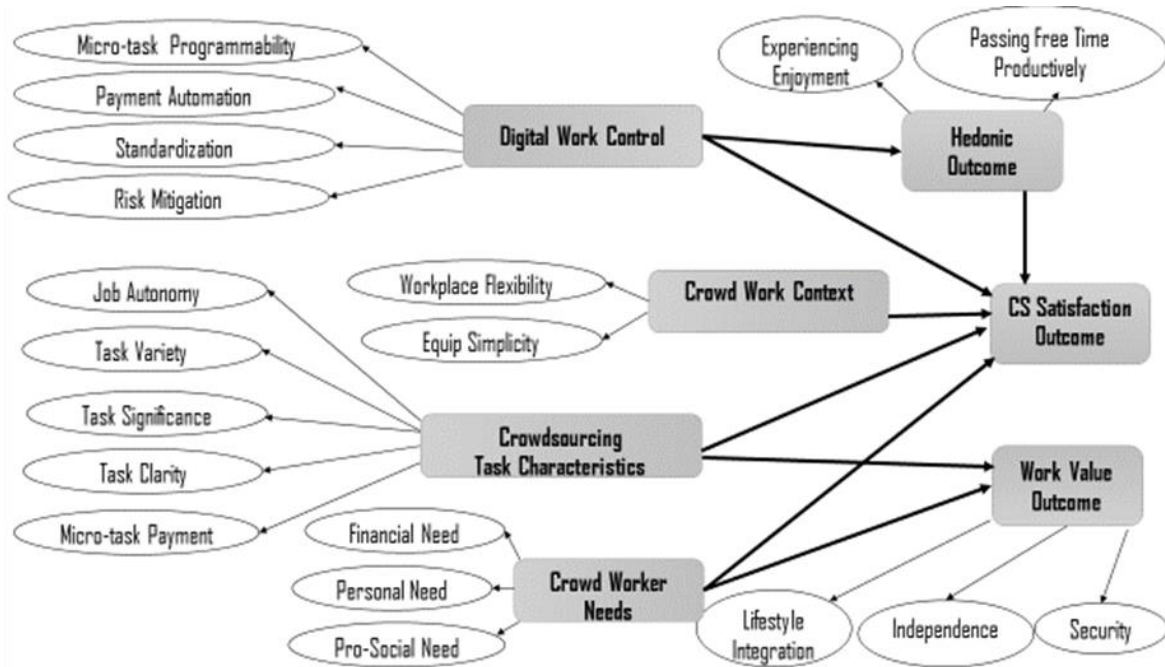 Micro-task Programmability
Payment Automation
Standardization
Risk Mitigation
Digital Work Control
Experiencing
Enjoyment
Passing Free Time
Productively
Hedonic
Outcome
Job Autonomy
Task Variety
Task Significance
Task Clarity
Micro-task Payment
Workplace Flexibility
Equip Simplicity
Crowd Work Context
CS Satisfaction
Outcome
Crowdsourcing
Task Characteristics
Work Value
Outcome
Financial Need
Personal Need
Pro-Social Need
Crowd Worker
Needs
Lifestyle
Integration
Independence
Security